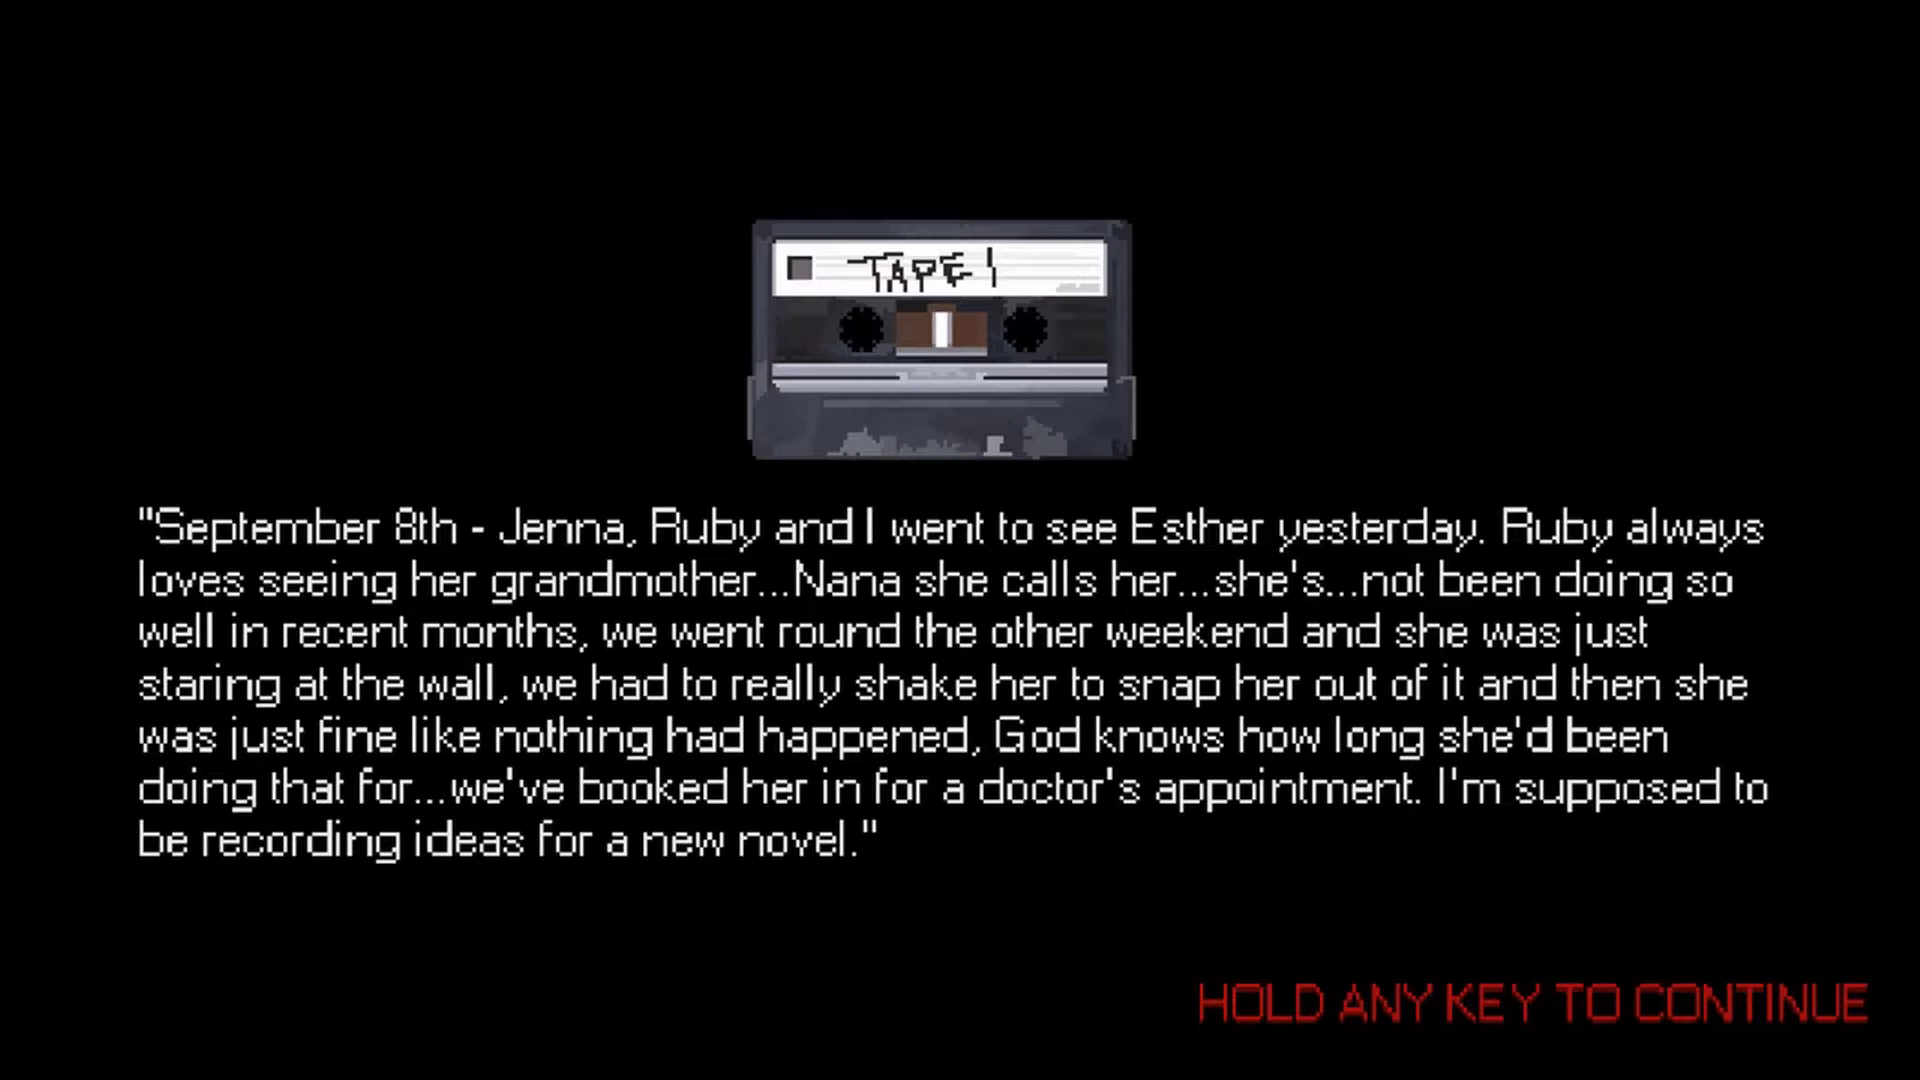 TAPE 1
"September 8th - Jenna, Ruby and I went to see Esther yesterday. Ruby always
loves seeing her grandmother...Nana she calls her...she's...not been doing so
well in recent months, we went round the other weekend and she was just
staring at the wall, we had to really shake her to snap her out of it and then she
was just fine like nothing had happened, God knows how long she'd been
doing that for...we've booked her in for a doctor's appointment. I'm supposed to
be recording ideas for a new novel."
HOLD ANY KEY TO CONTINUE